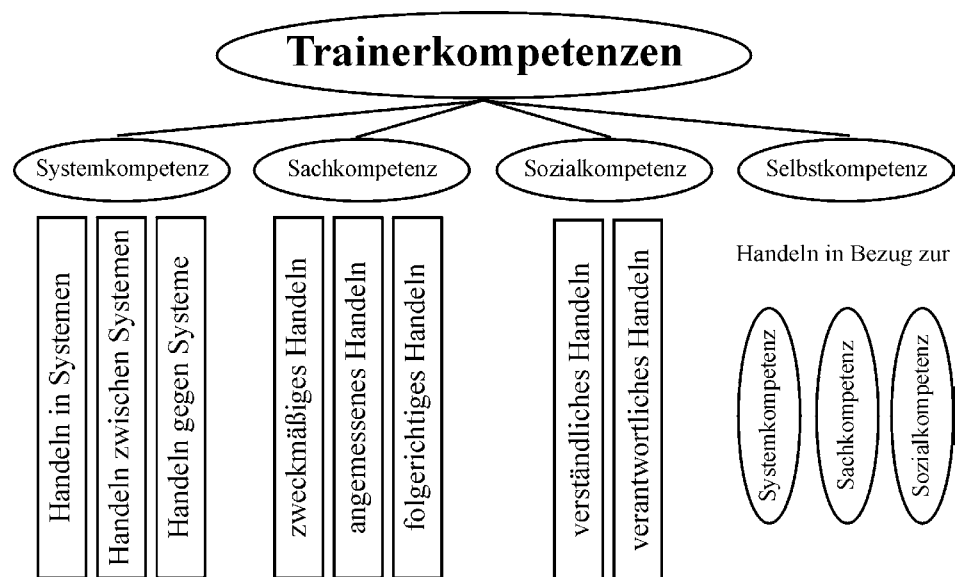 Trainerkompetenzen
Systemkompetenz
Sachkompetenz
Sozialkompetenz
Selbstkompetenz
Handeln in Systemen
Handeln zwischen Systemen
Handeln gegen Systeme
zweckmäßiges Handeln
angemessenes Handeln
folgerichtiges Handeln
verständliches Handeln
verantwortliches Handeln
Handeln in Bezug zur
Systemkompetenz
Sachkompetenz
Sozialkompetenz